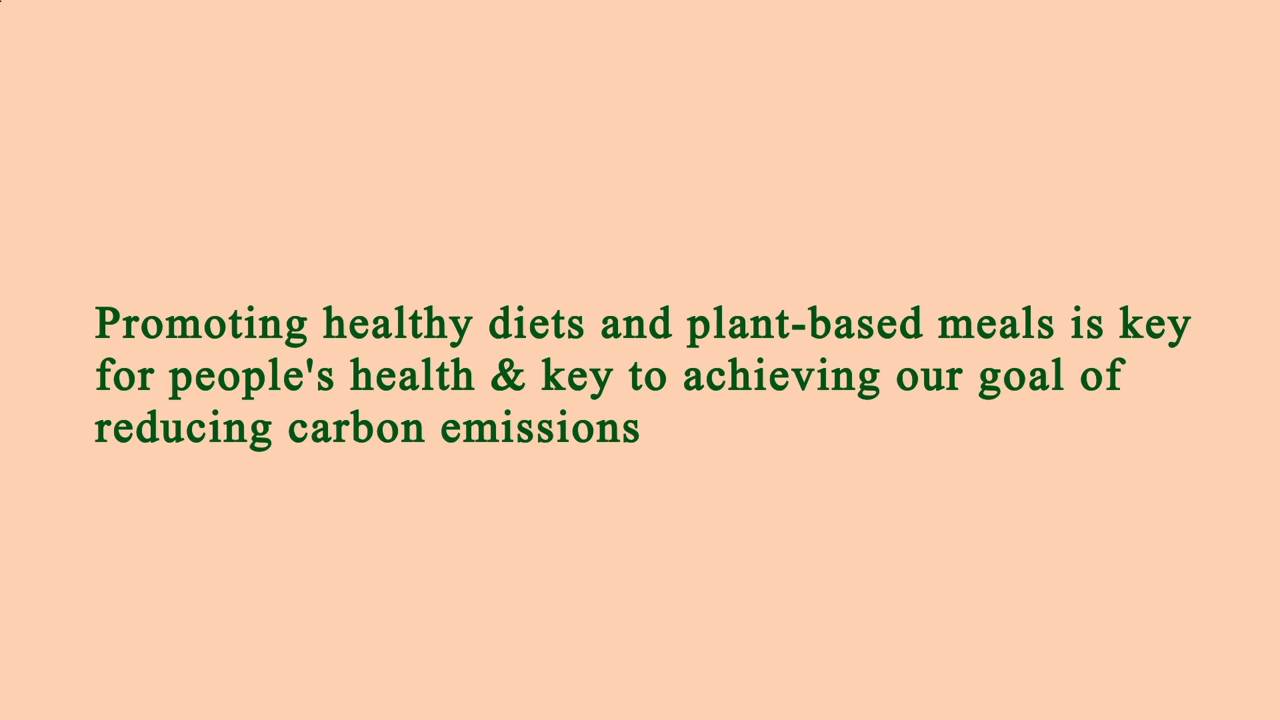 Promoting healthy diets and plant-based meals is key
for people's health & key to achieving our goal of
reducing carbon emissions